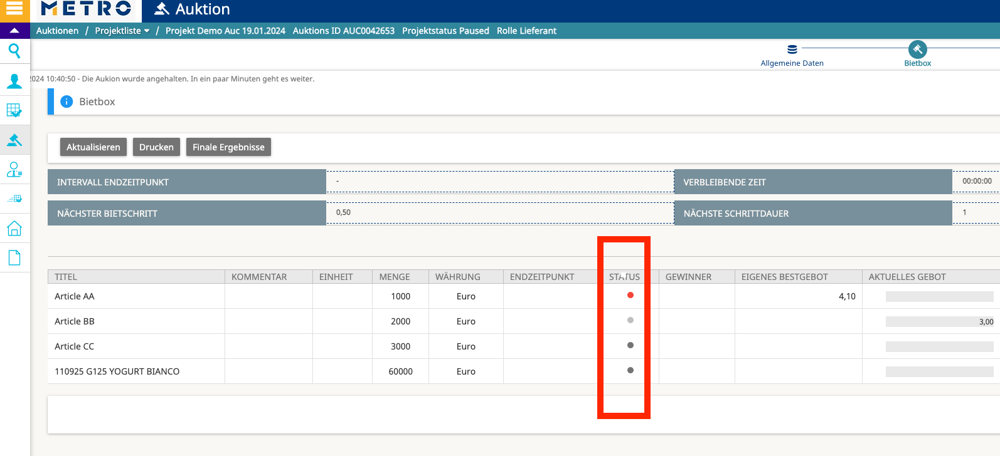 METRO Auktion
Auktionen / Projektliste / Projekt Demo Auc 19.01.2024 Auktions ID AUC0042653 Projektstatus Paused Rolle Lieferant
Allgemeine Daten Bietbox
2024 10:40:50 - Die Aukion wurde angehalten. In ein paar Minuten geht es weiter.
Bietbox
Aktualisieren Drucken Finale Ergebnisse
INTERVALL ENDZEITPUNKT - VERBLEIBENDE ZEIT 00:00:00
NÄCHSTER BIETSCHRITT 0,50 NÄCHSTE SCHRITTDAUER 1
TITEL KOMMENTAR EINHEIT MENGE WÄHRUNG ENDZEITPUNKT STATUS GEWINNER EIGENES BESTGEBOT AKTUELLES GEBOT
Article AA 1000 Euro 4,10
Article BB 2000 Euro 3,00
Article CC 3000 Euro
110925 G125 YOGURT BIANCO 60000 Euro